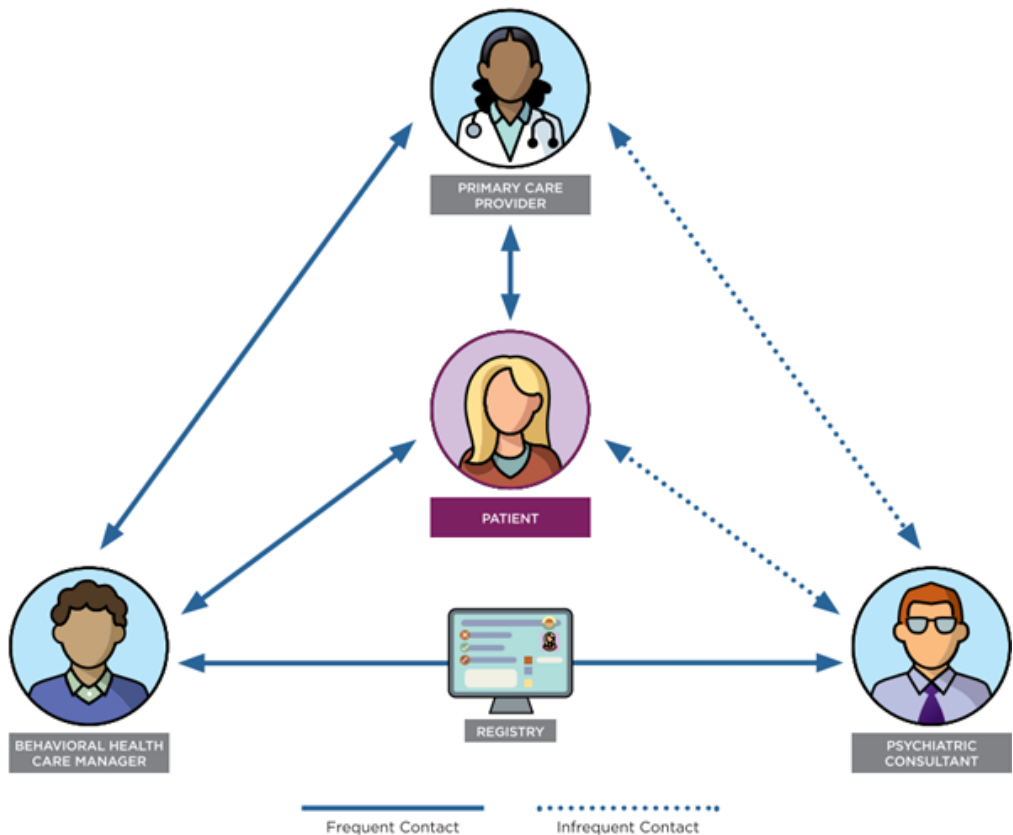 PRIMARY CARE
PROVIDER
PATIENT
REGISTRY
BEHAVIORAL HEALTH
CARE MANAGER
PSYCHIATRIC
CONSULTANT
Frequent Contact
Infrequent Contact